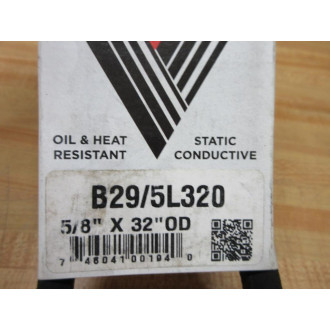 OIL & HEAT
RESISTANT
STATIC
CONDUCTIVE
B29/5L320
5/8" X 32"OD
7 46041 00194 0